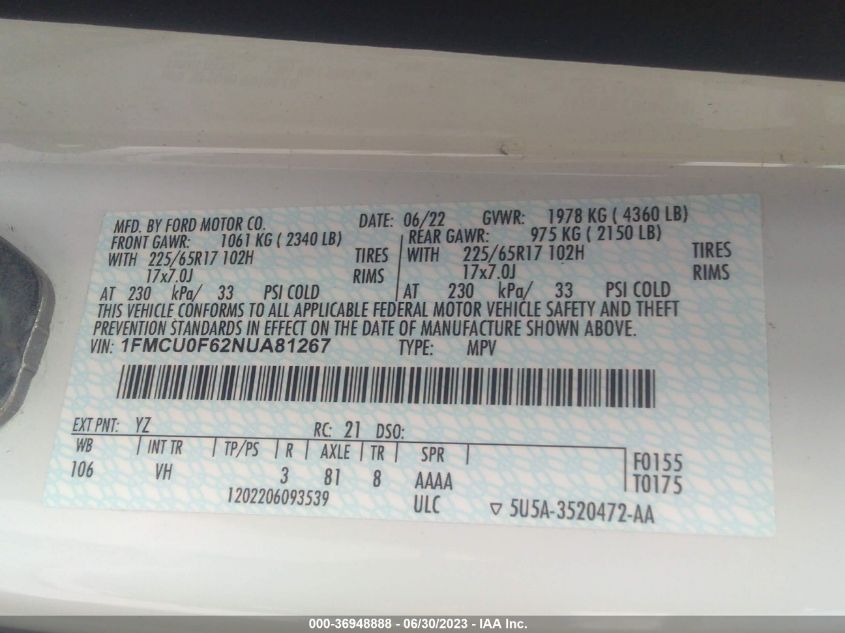 MFD. BY FORD MOTOR CO. DATE: 06/22 GVWR: 1978 KG ( 4360 LB)
FRONT GAWR: 1061 KG ( 2340 LB) REAR GAWR: 975 KG ( 2150 LB)
WITH 225/65R17 102H TIRES WITH 225/65R17 102H TIRES
17x7.0J RIMS 17x7.0J RIMS
AT 230 kPa/ 33 PSI COLD AT 230 kPa/ 33 PSI COLD
THIS VEHICLE CONFORMS TO ALL APPLICABLE FEDERAL MOTOR VEHICLE SAFETY AND THEFT
PREVENTION STANDARDS IN EFFECT ON THE DATE OF MANUFACTURE SHOWN ABOVE.
VIN: 1FMCU0F62NUA81267 TYPE: MPV
EXT PNT: YZ RC: 21 DSO:
WB INT TR TP/PS R AXLE TR SPR F0155
106 VH 3 81 8 AAAA T0175
1202206093539 ULC ▽ 5U5A-3520472-AA
000-36948888 - 06/30/2023 - IAA Inc.